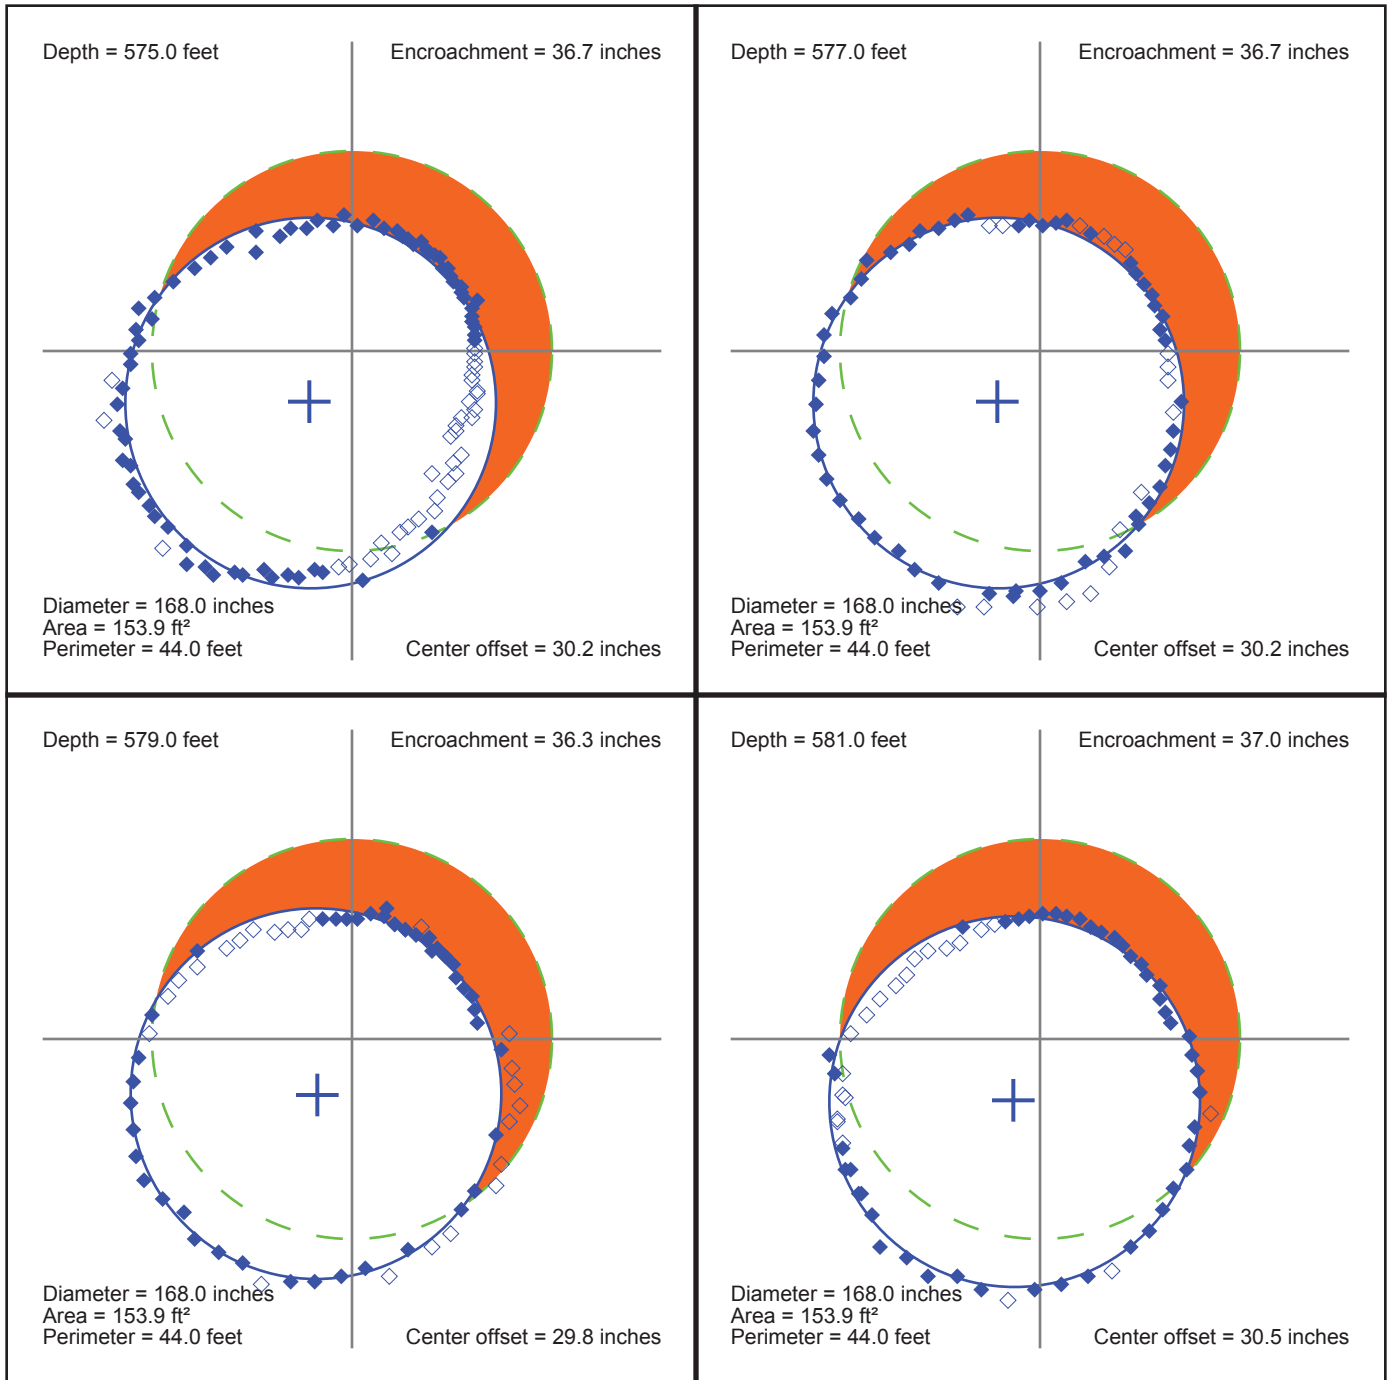 Depth = 575.0 feet
Encroachment = 36.7 inches
Diameter = 168.0 inches
Area = 153.9 ft²
Perimeter = 44.0 feet
Center offset = 30.2 inches
Depth = 577.0 feet
Encroachment = 36.7 inches
Diameter = 168.0 inches
Area = 153.9 ft²
Perimeter = 44.0 feet
Center offset = 30.2 inches
Depth = 579.0 feet
Encroachment = 36.3 inches
Diameter = 168.0 inches
Area = 153.9 ft²
Perimeter = 44.0 feet
Center offset = 29.8 inches
Depth = 581.0 feet
Encroachment = 37.0 inches
Diameter = 168.0 inches
Area = 153.9 ft²
Perimeter = 44.0 feet
Center offset = 30.5 inches